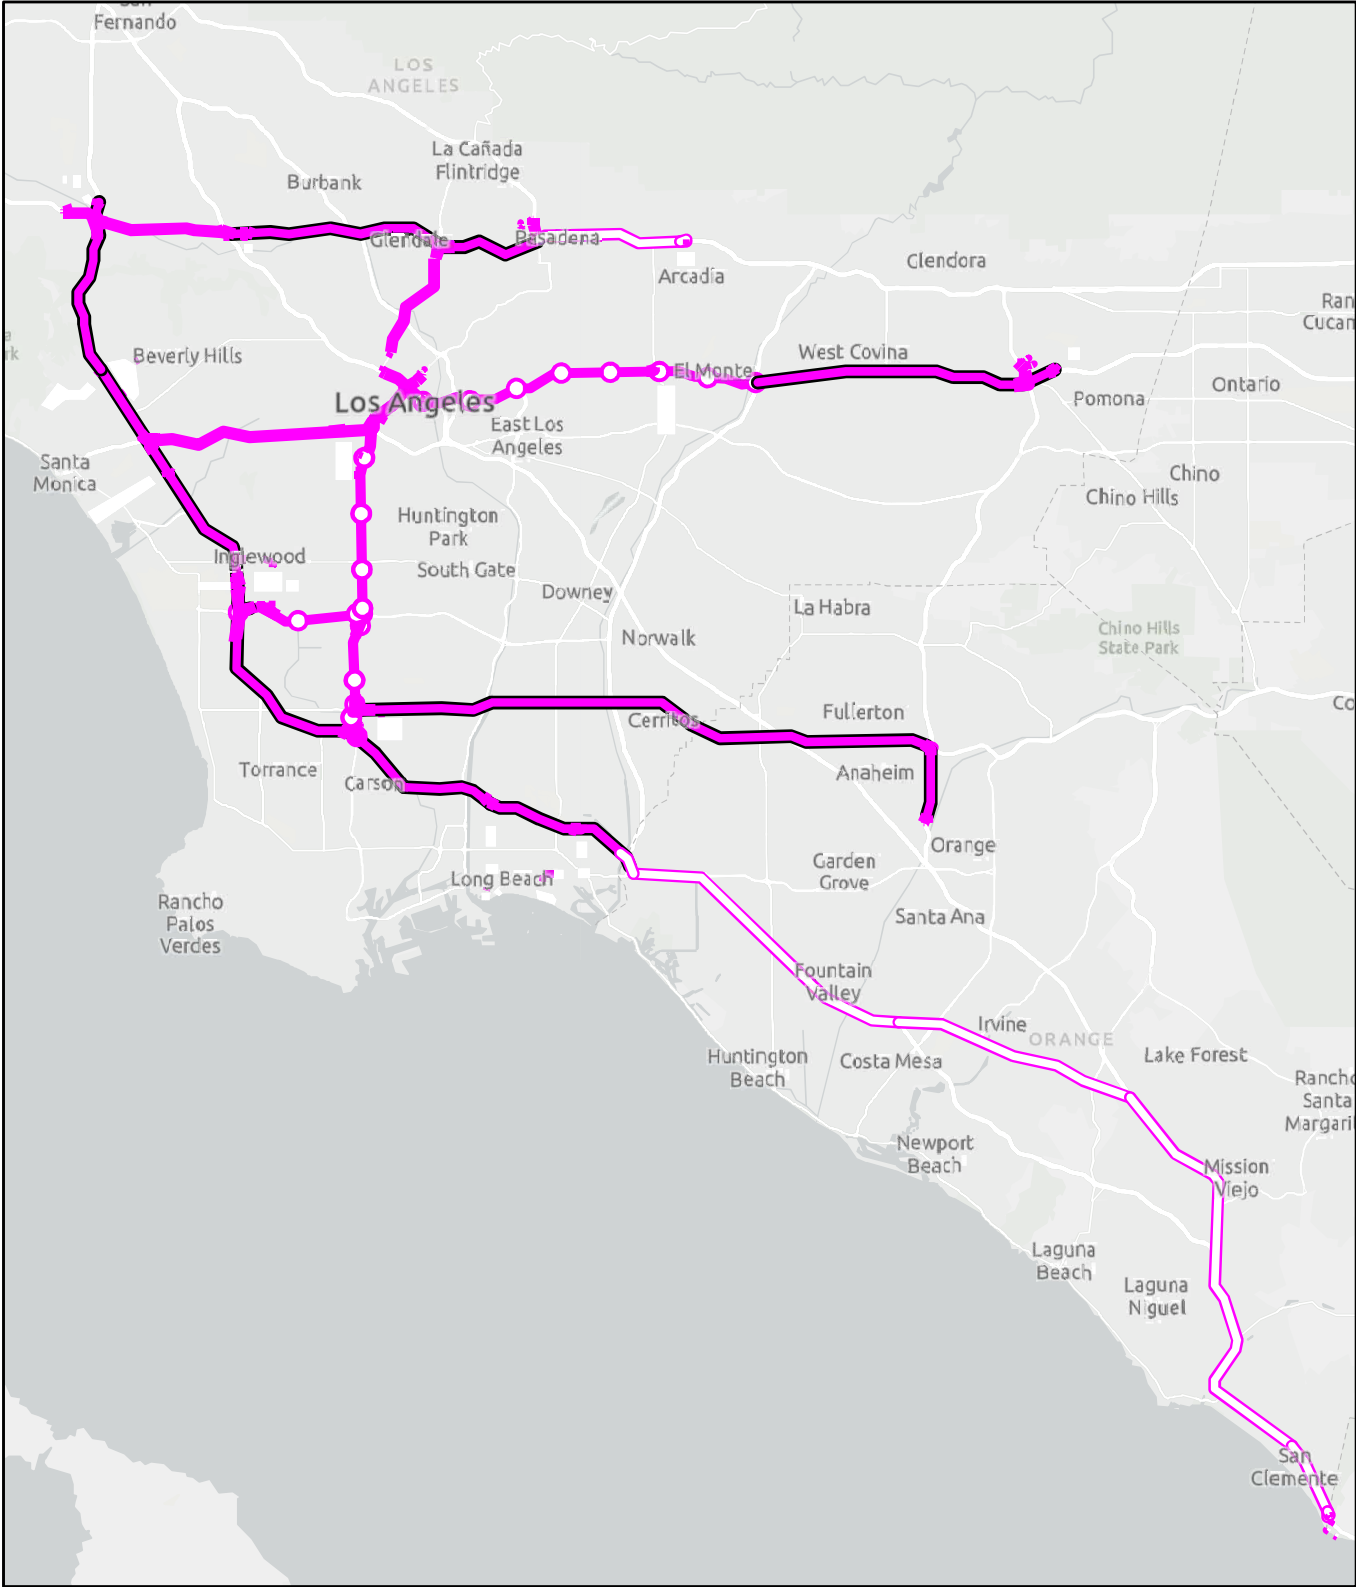 San
Fernando
LOS
ANGELES
La Cañada
Flintridge
Burbank
Glendale
Pasadena
Arcadia
Glendora
Ran
Cucam
Beverly Hills
El Monte
West Covina
Ontario
Pomona
Los Angeles
East Los
Angeles
Santa
Monica
Chino
Chino Hills
Huntington
Park
Inglewood
South Gate
Downey
La Habra
Norwalk
Chino Hills
State Park
Co
Cerritos
Fullerton
Torrance
Carson
Anaheim
Orange
Garden
Grove
Long Beach
Rancho
Palos
Verdes
Santa Ana
Fountain
Valley
Irvine
ORANGE
Lake Forest
Huntington
Beach
Costa Mesa
Rancho
Santa
Margarit
Newport
Beach
Mission
Viejo
Laguna
Beach
Laguna
Niguel
San
Clemente